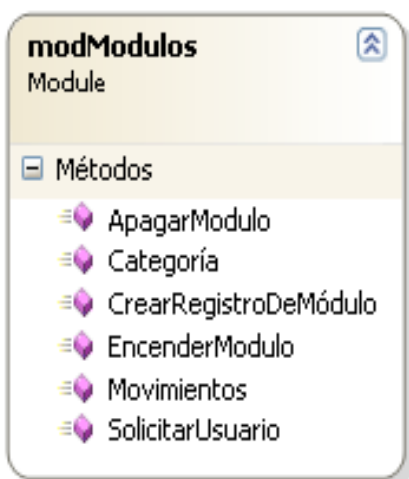 modModulos
Module
Métodos
ApagarModulo
Categoría
CrearRegistroDeMódulo
EncenderModulo
Movimientos
SolicitarUsuario